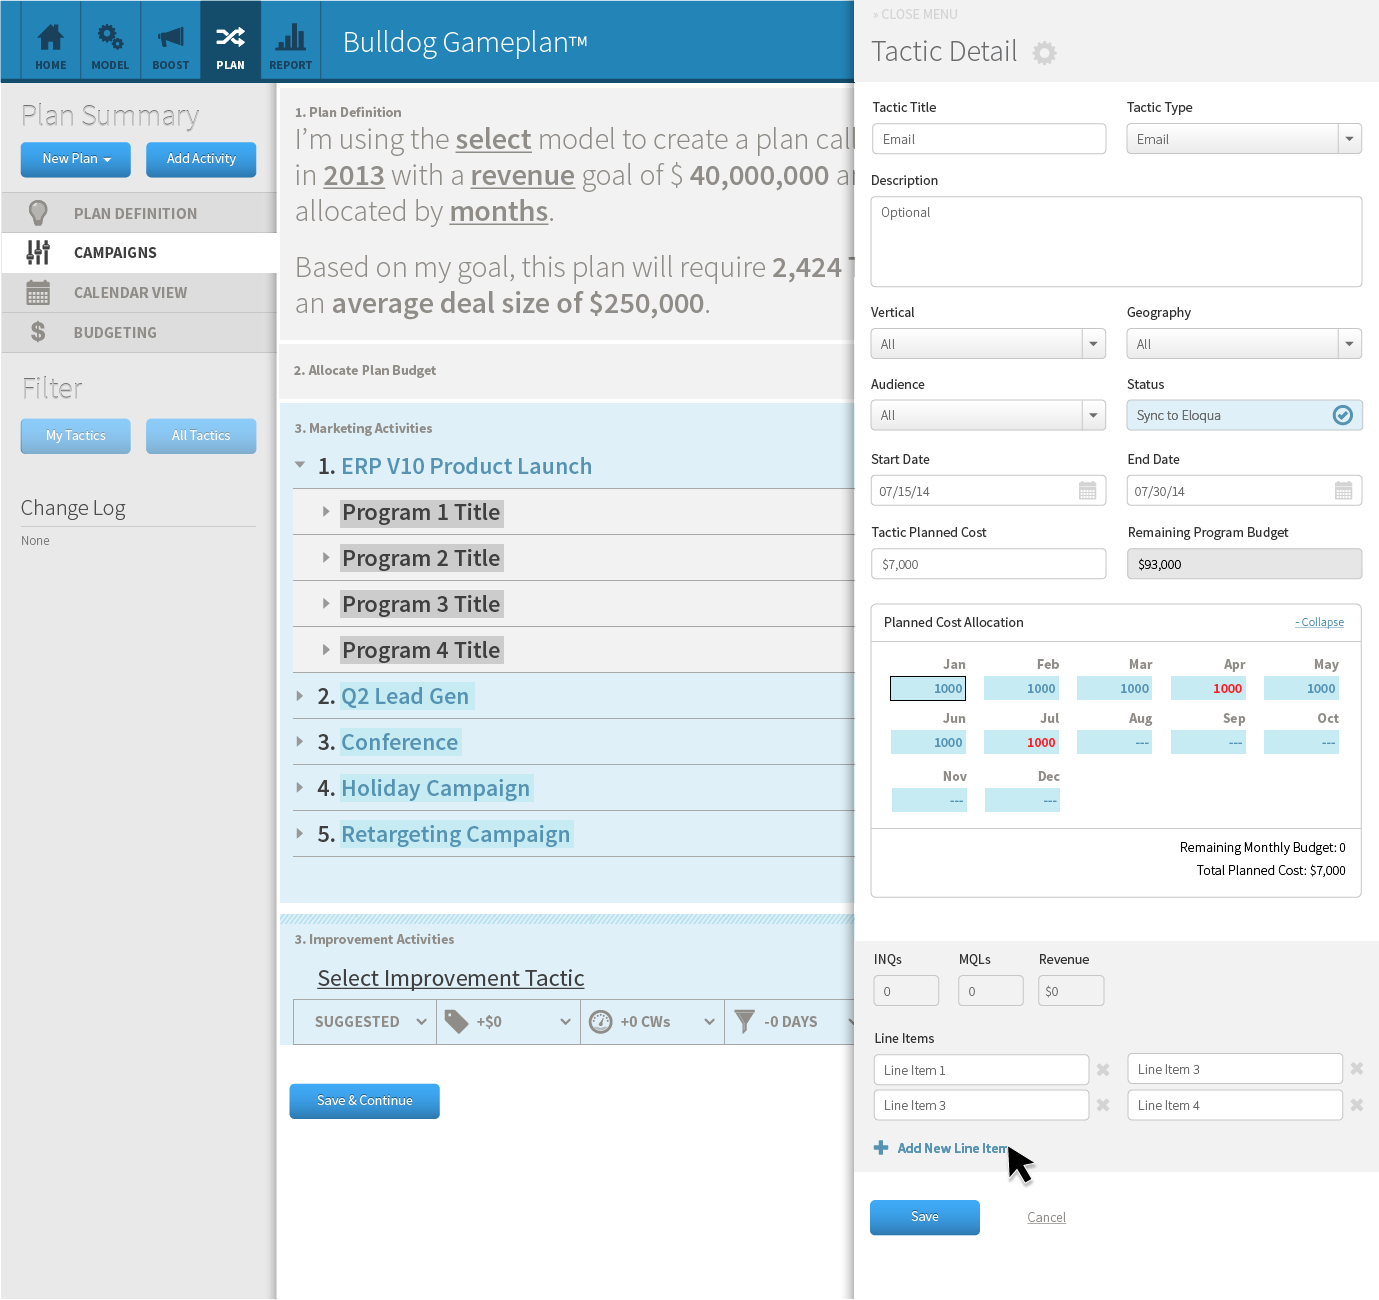 HOME
MODEL
BOOST
PLAN
REPORT
Bulldog Gameplan™
Plan Summary
New Plan
Add Activity
PLAN DEFINITION
CAMPAIGNS
CALENDAR VIEW
BUDGETING
Filter
My Tactics
All Tactics
Change Log
None
1. Plan Definition
I'm using the select model to create a plan call
in 2013 with a revenue goal of $ 40,000,000
allocated by months.
Based on my goal, this plan will require 2,424
an average deal size of $250,000.
2. Allocate Plan Budget
3. Marketing Activities
1. ERP V10 Product Launch
Program 1 Title
Program 2 Title
Program 3 Title
Program 4 Title
2. Q2 Lead Gen
3. Conference
4. Holiday Campaign
5. Retargeting Campaign
3. Improvement Activities
Select Improvement Tactic
SUGGESTED
+$0
+0 CWs
-0 DAYS
Save & Continue
» CLOSE MENU
Tactic Detail
Tactic Title
Tactic Type
Email
Email
Description
Optional
Vertical
Geography
All
All
Audience
Status
All
Sync to Eloqua
Start Date
End Date
07/15/14
07/30/14
Tactic Planned Cost
Remaining Program Budget
$7,000
$93,000
Planned Cost Allocation
- Collapse
Jan Feb Mar Apr May
1000 1000 1000 1000 1000
Jun Jul Aug Sep Oct
1000 1000 --- --- ---
Nov Dec
--- ---
Remaining Monthly Budget: 0
Total Planned Cost: $7,000
INQs MQLs Revenue
0 0 $0
Line Items
Line Item 1
Line Item 3
Line Item 3
Line Item 4
Add New Line Item
Save
Cancel